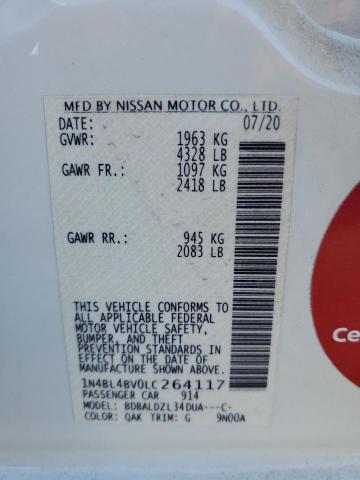 MFD BY NISSAN MOTOR CO., LTD.
DATE: 07/20
GVWR: 1963 KG
4328 LB
GAWR FR.: 1097 KG
2418 LB
GAWR RR.: 945 KG
2083 LB
THIS VEHICLE CONFORMS TO
ALL APPLICABLE FEDERAL
MOTOR VEHICLE SAFETY,
BUMPER, AND THEFT
PREVENTION STANDARDS IN
EFFECT ON THE DATE OF
MANUFACTURE SHOWN ABOVE.
1N4BL4BV0LC264117
PASSENGER CAR 914
MODEL: BDBALDZL34DUA---C-
COLOR: QAK TRIM: G 9N00A
Ce